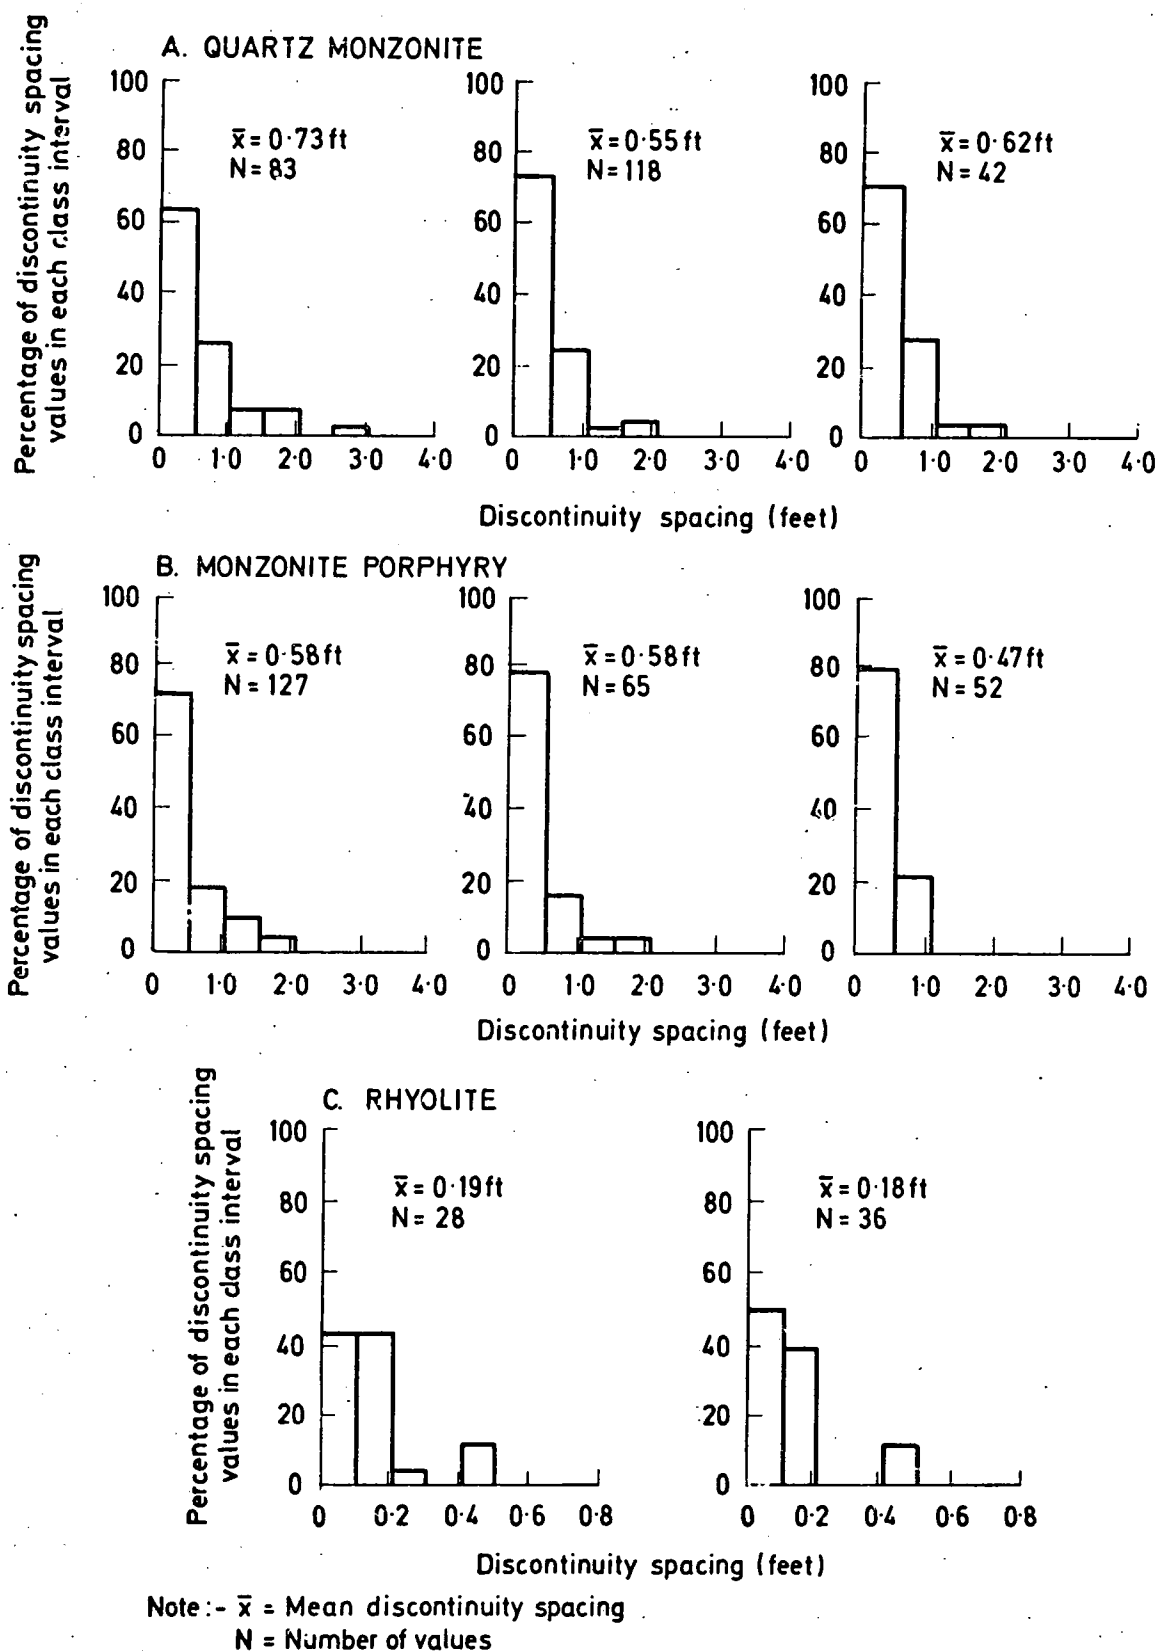 A. QUARTZ MONZONITE
Percentage of discontinuity spacing
values in each class interval
100
80
60
40
20
0
x̄ = 0·73 ft
N = 83
0 1·0 2·0 3·0 4·0
100
80
60
40
20
0
x̄ = 0·55 ft
N = 118
0 1·0 2·0 3·0 4·0
100
80
60
40
20
0
x̄ = 0·62 ft
N = 42
0 1·0 2·0 3·0 4·0
Discontinuity spacing (feet)
B. MONZONITE PORPHYRY
Percentage of discontinuity spacing
values in each class interval
100
80
60
40
20
0
x̄ = 0·58 ft
N = 127
0 1·0 2·0 3·0 4·0
100
80
60
40
20
0
x̄ = 0·58 ft
N = 65
0 1·0 2·0 3·0 4·0
100
80
60
40
20
0
x̄ = 0·47 ft
N = 52
0 1·0 2·0 3·0 4·0
Discontinuity spacing (feet)
C. RHYOLITE
Percentage of discontinuity spacing
values in each class interval
100
80
60
40
20
0
x̄ = 0·19 ft
N = 28
0 0·2 0·4 0·6 0·8
100
80
60
40
20
0
x̄ = 0·18 ft
N = 36
0 0·2 0·4 0·6 0·8
Discontinuity spacing (feet)
Note:- x̄ = Mean discontinuity spacing
N = Number of values